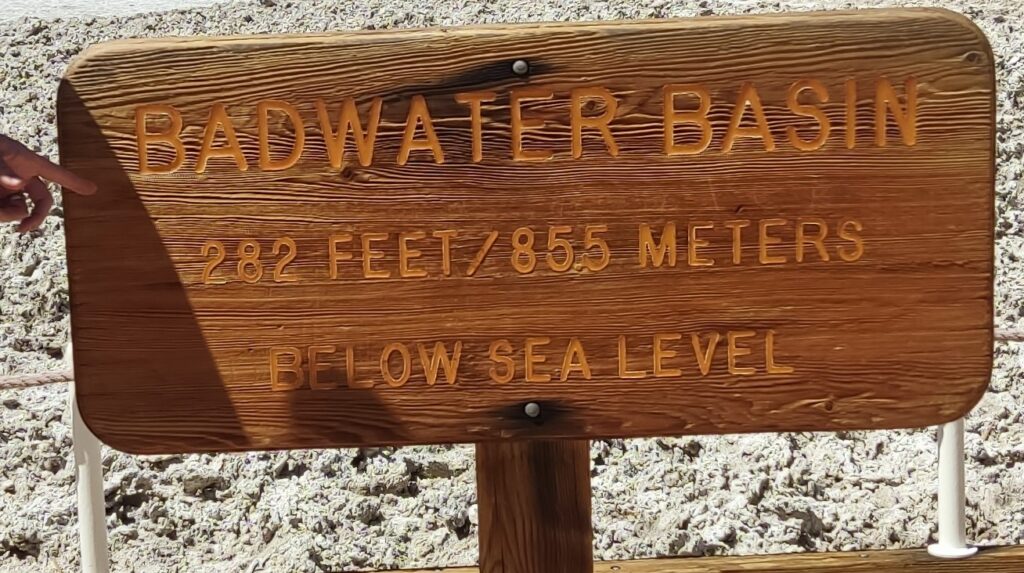 BADWATER BASIN
282 FEET/855 METERS
BELOW SEA LEVEL